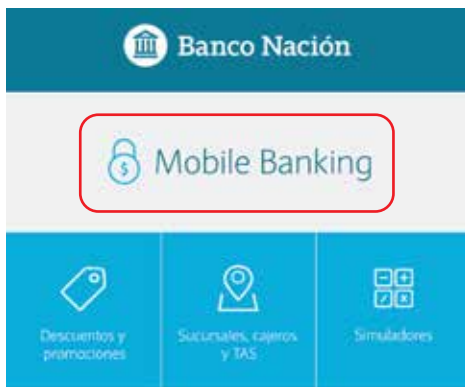 Banco Nación
Mobile Banking
Descuentos y
promociones
Sucursales, cajeros
y TAS
Simuladores